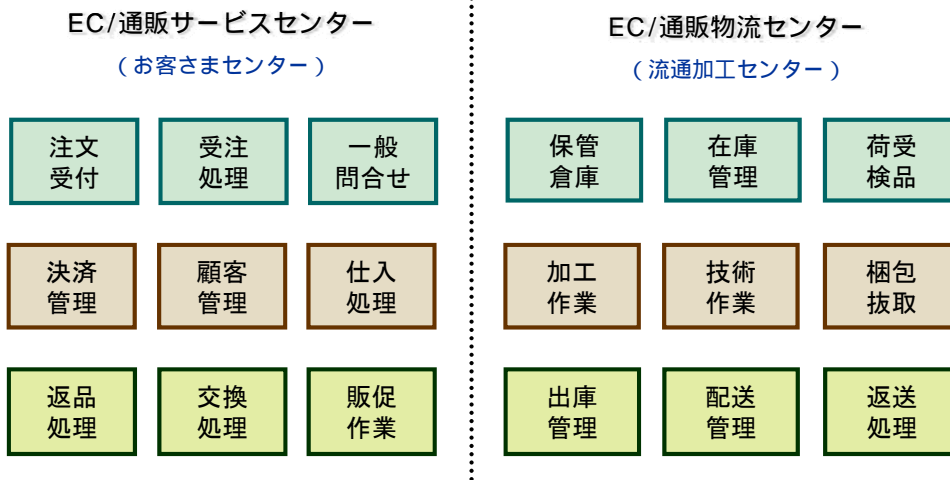 EC/通販サービスセンター
（お客さまセンター）
注文
受付
受注
処理
一般
問合せ
決済
管理
顧客
管理
仕入
処理
返品
処理
交換
処理
販促
作業
EC/通販物流センター
（流通加工センター）
保管
倉庫
在庫
管理
荷受
検品
加工
作業
技術
作業
梱包
抜取
出庫
管理
配送
管理
返送
処理